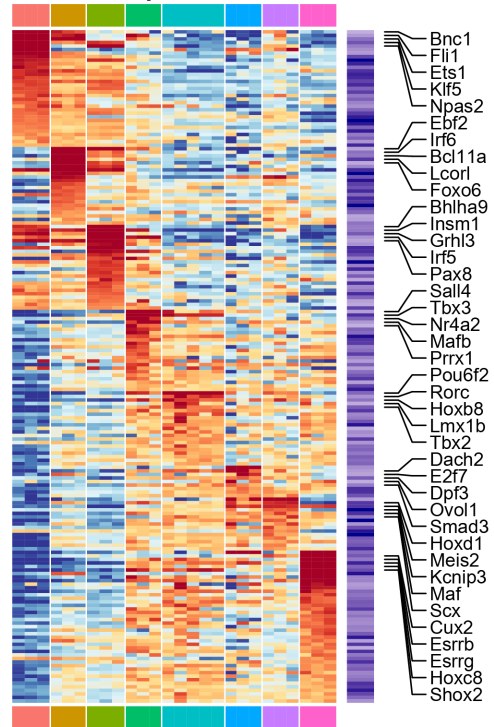 Bnc1
Fli1
Ets1
Klf5
Npas2
Ebf2
Irf6
Bcl11a
Lcorl
Foxo6
Bhlha9
Insm1
Grhl3
Irf5
Pax8
Sall4
Tbx3
Nr4a2
Mafb
Prrx1
Pou6f2
Rorc
Hoxb8
Lmx1b
Tbx2
Dach2
E2f7
Dpf3
Ovol1
Smad3
Hoxd1
Meis2
Kcnip3
Maf
Scx
Cux2
Esrrb
Esrrg
Hoxc8
Shox2